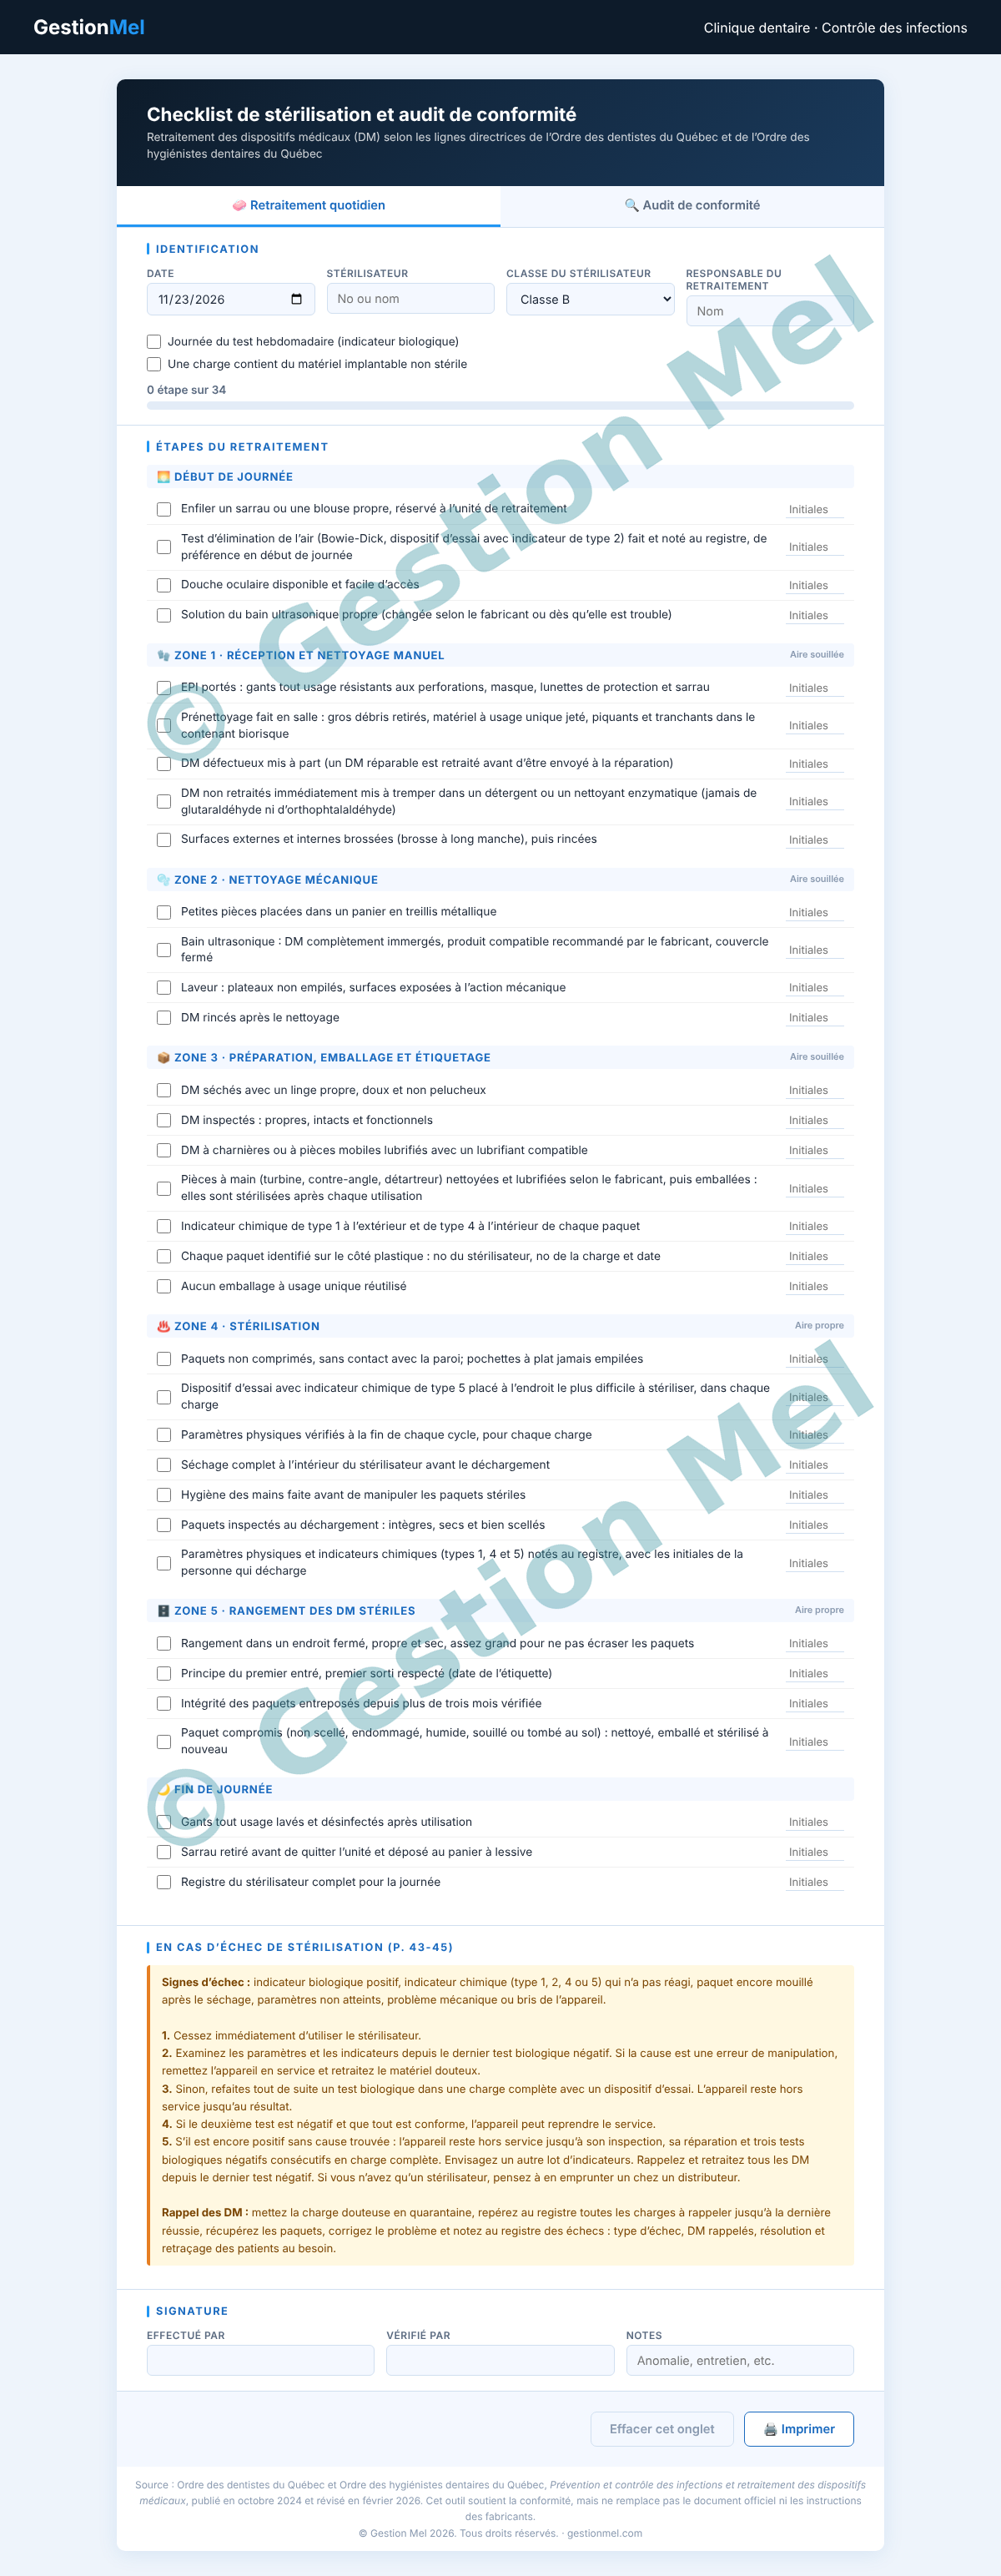 GestionMel
Clinique dentaire · Contrôle des infections
Checklist de stérilisation et audit de conformité
Retraitement des dispositifs médicaux (DM) selon les lignes directrices de l’Ordre des dentistes du Québec et de l’Ordre des
hygiénistes dentaires du Québec
🧼 Retraitement quotidien
🔍 Audit de conformité
IDENTIFICATION
DATE
STÉRILISATEUR
CLASSE DU STÉRILISATEUR
RESPONSABLE DU
RETRAITEMENT
11/23/2026
No ou nom
Classe B
Nom
Journée du test hebdomadaire (indicateur biologique)
Une charge contient du matériel implantable non stérile
0 étape sur 34
ÉTAPES DU RETRAITEMENT
🌅 DÉBUT DE JOURNÉE
Enfiler un sarrau ou une blouse propre, réservé à l’unité de retraitement
Initiales
Test d’élimination de l’air (Bowie-Dick, dispositif d’essai avec indicateur de type 2) fait et noté au registre, de
préférence en début de journée
Initiales
Douche oculaire disponible et facile d’accès
Initiales
Solution du bain ultrasonique propre (changée selon le fabricant ou dès qu’elle est trouble)
Initiales
🧤 ZONE 1 · RÉCEPTION ET NETTOYAGE MANUEL
Aire souillée
EPI portés : gants tout usage résistants aux perforations, masque, lunettes de protection et sarrau
Initiales
Prénettoyage fait en salle : gros débris retirés, matériel à usage unique jeté, piquants et tranchants dans le
contenant biorisque
Initiales
DM défectueux mis à part (un DM réparable est retraité avant d’être envoyé à la réparation)
Initiales
DM non retraités immédiatement mis à tremper dans un détergent ou un nettoyant enzymatique (jamais de
glutaraldéhyde ni d’orthophtalaldéhyde)
Initiales
Surfaces externes et internes brossées (brosse à long manche), puis rincées
Initiales
🫧 ZONE 2 · NETTOYAGE MÉCANIQUE
Aire souillée
Petites pièces placées dans un panier en treillis métallique
Initiales
Bain ultrasonique : DM complètement immergés, produit compatible recommandé par le fabricant, couvercle
fermé
Initiales
Laveur : plateaux non empilés, surfaces exposées à l’action mécanique
Initiales
DM rincés après le nettoyage
Initiales
📦 ZONE 3 · PRÉPARATION, EMBALLAGE ET ÉTIQUETAGE
Aire souillée
DM séchés avec un linge propre, doux et non pelucheux
Initiales
DM inspectés : propres, intacts et fonctionnels
Initiales
DM à charnières ou à pièces mobiles lubrifiés avec un lubrifiant compatible
Initiales
Pièces à main (turbine, contre-angle, détartreur) nettoyées et lubrifiées selon le fabricant, puis emballées :
elles sont stérilisées après chaque utilisation
Initiales
Indicateur chimique de type 1 à l’extérieur et de type 4 à l’intérieur de chaque paquet
Initiales
Chaque paquet identifié sur le côté plastique : no du stérilisateur, no de la charge et date
Initiales
Aucun emballage à usage unique réutilisé
Initiales
♨️ ZONE 4 · STÉRILISATION
Aire propre
Paquets non comprimés, sans contact avec la paroi; pochettes à plat jamais empilées
Initiales
Dispositif d’essai avec indicateur chimique de type 5 placé à l’endroit le plus difficile à stériliser, dans chaque
charge
Initiales
Paramètres physiques vérifiés à la fin de chaque cycle, pour chaque charge
Initiales
Séchage complet à l’intérieur du stérilisateur avant le déchargement
Initiales
Hygiène des mains faite avant de manipuler les paquets stériles
Initiales
Paquets inspectés au déchargement : intègres, secs et bien scellés
Initiales
Paramètres physiques et indicateurs chimiques (types 1, 4 et 5) notés au registre, avec les initiales de la
personne qui décharge
Initiales
🗄️ ZONE 5 · RANGEMENT DES DM STÉRILES
Aire propre
Rangement dans un endroit fermé, propre et sec, assez grand pour ne pas écraser les paquets
Initiales
Principe du premier entré, premier sorti respecté (date de l’étiquette)
Initiales
Intégrité des paquets entreposés depuis plus de trois mois vérifiée
Initiales
Paquet compromis (non scellé, endommagé, humide, souillé ou tombé au sol) : nettoyé, emballé et stérilisé à
nouveau
Initiales
🌙 FIN DE JOURNÉE
Gants tout usage lavés et désinfectés après utilisation
Initiales
Sarrau retiré avant de quitter l’unité et déposé au panier à lessive
Initiales
Registre du stérilisateur complet pour la journée
Initiales
© Gestion Mel
© Gestion Mel
EN CAS D’ÉCHEC DE STÉRILISATION (P. 43-45)
Signes d’échec : indicateur biologique positif, indicateur chimique (type 1, 2, 4 ou 5) qui n’a pas réagi, paquet encore mouillé
après le séchage, paramètres non atteints, problème mécanique ou bris de l’appareil.
1. Cessez immédiatement d’utiliser le stérilisateur.
2. Examinez les paramètres et les indicateurs depuis le dernier test biologique négatif. Si la cause est une erreur de manipulation,
remettez l’appareil en service et retraitez le matériel douteux.
3. Sinon, refaites tout de suite un test biologique dans une charge complète avec un dispositif d’essai. L’appareil reste hors
service jusqu’au résultat.
4. Si le deuxième test est négatif et que tout est conforme, l’appareil peut reprendre le service.
5. S’il est encore positif sans cause trouvée : l’appareil reste hors service jusqu’à son inspection, sa réparation et trois tests
biologiques négatifs consécutifs en charge complète. Envisagez un autre lot d’indicateurs. Rappelez et retraitez tous les DM
depuis le dernier test négatif. Si vous n’avez qu’un stérilisateur, pensez à en emprunter un chez un distributeur.
Rappel des DM : mettez la charge douteuse en quarantaine, repérez au registre toutes les charges à rappeler jusqu’à la dernière
réussie, récupérez les paquets, corrigez le problème et notez au registre des échecs : type d’échec, DM rappelés, résolution et
retraçage des patients au besoin.
SIGNATURE
EFFECTUÉ PAR
VÉRIFIÉ PAR
NOTES
Anomalie, entretien, etc.
Effacer cet onglet
🖨️ Imprimer
Source : Ordre des dentistes du Québec et Ordre des hygiénistes dentaires du Québec, Prévention et contrôle des infections et retraitement des dispositifs
médicaux, publié en octobre 2024 et révisé en février 2026. Cet outil soutient la conformité, mais ne remplace pas le document officiel ni les instructions
des fabricants.
© Gestion Mel 2026. Tous droits réservés. · gestionmel.com